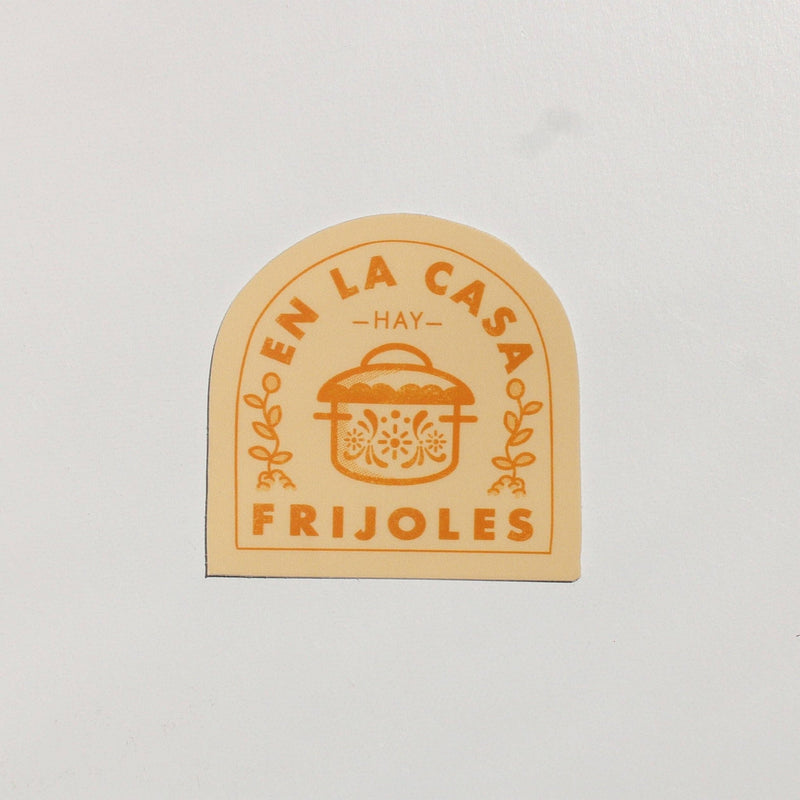 EN LA CASA
—HAY—
FRIJOLES